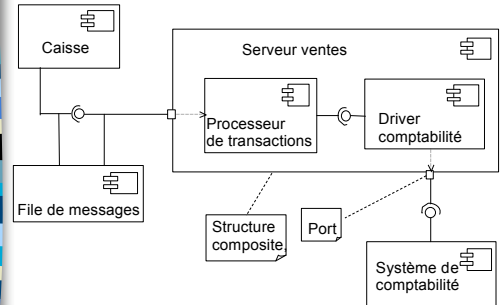 Caisse
Serveur ventes
Processeur
de transactions
Driver
comptabilité
File de messages
Structure
composite
Port
Système de
comptabilité